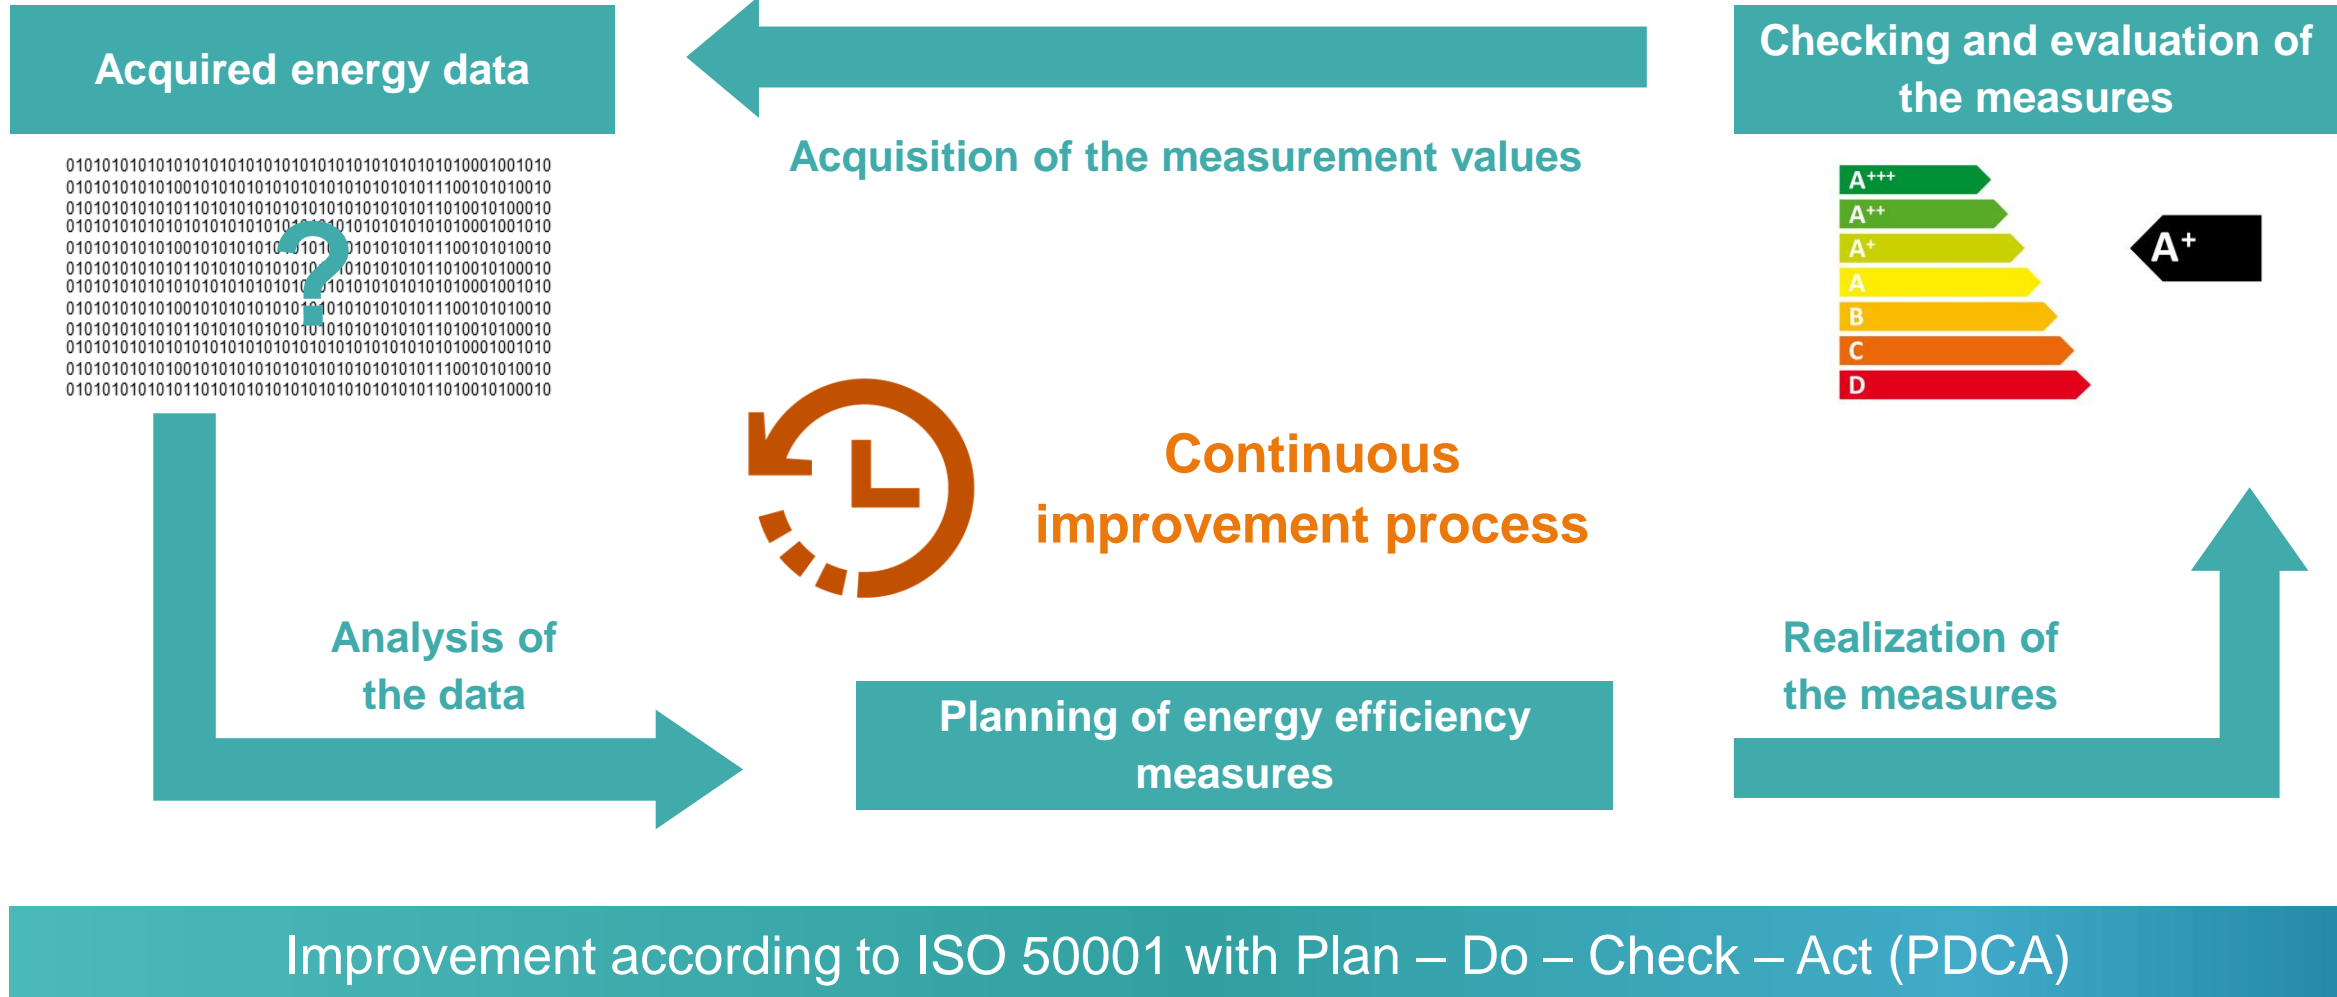 Acquired energy data
Acquisition of the measurement values
Checking and evaluation of
the measures
?
A+++
A++
A+
A
B
C
D
A+
Continuous
improvement process
Analysis of
the data
Planning of energy efficiency
measures
Realization of
the measures
Improvement according to ISO 50001 with Plan – Do – Check – Act (PDCA)